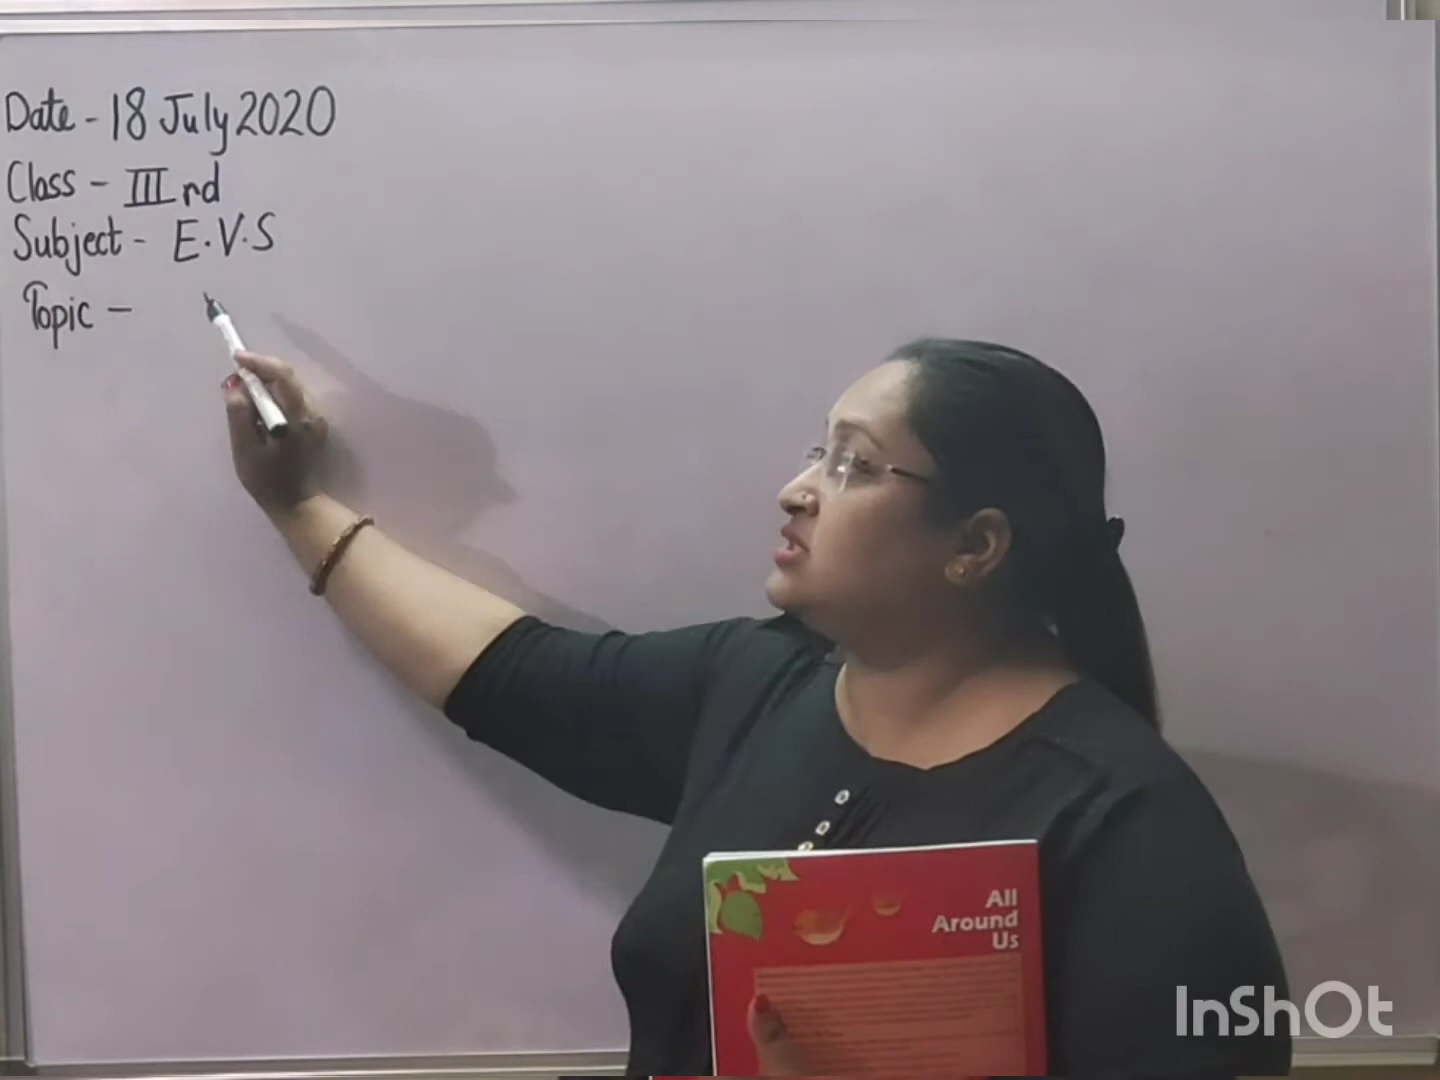 Date - 18 July 2020
Class - III rd
Subject - E.V.S
Topic -
All
Around
Us
InShOt